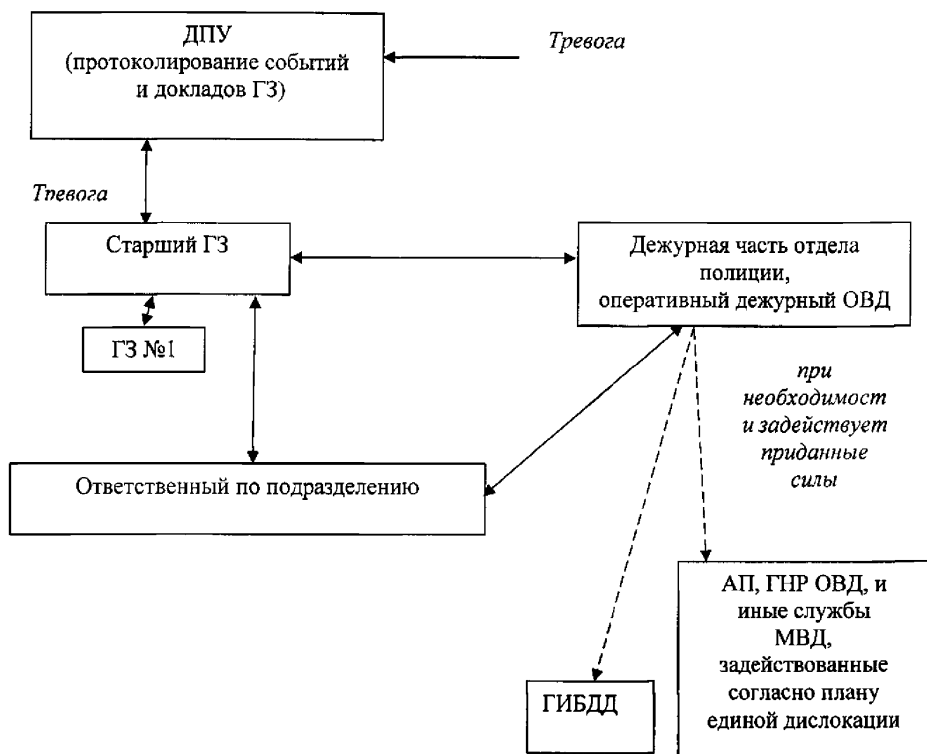 ДПУ
(протоколирование событий
и докладов ГЗ)
Тревога
Тревога
Старший ГЗ
Дежурная часть отдела
полиции,
оперативный дежурный ОВД
ГЗ №1
при
необходимост
и задействует
приданные
силы
Ответственный по подразделению
АП, ГНР ОВД, и
иные службы
МВД,
задействованные
согласно плану
единой дислокации
ГИБДД